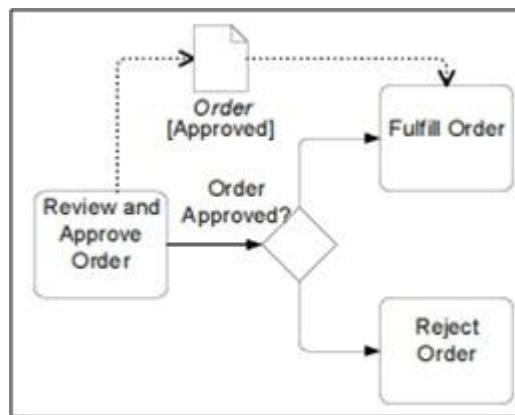 Order
[Approved]
Fulfill Order
Order
Approved?
Review and
Approve
Order
Reject
Order